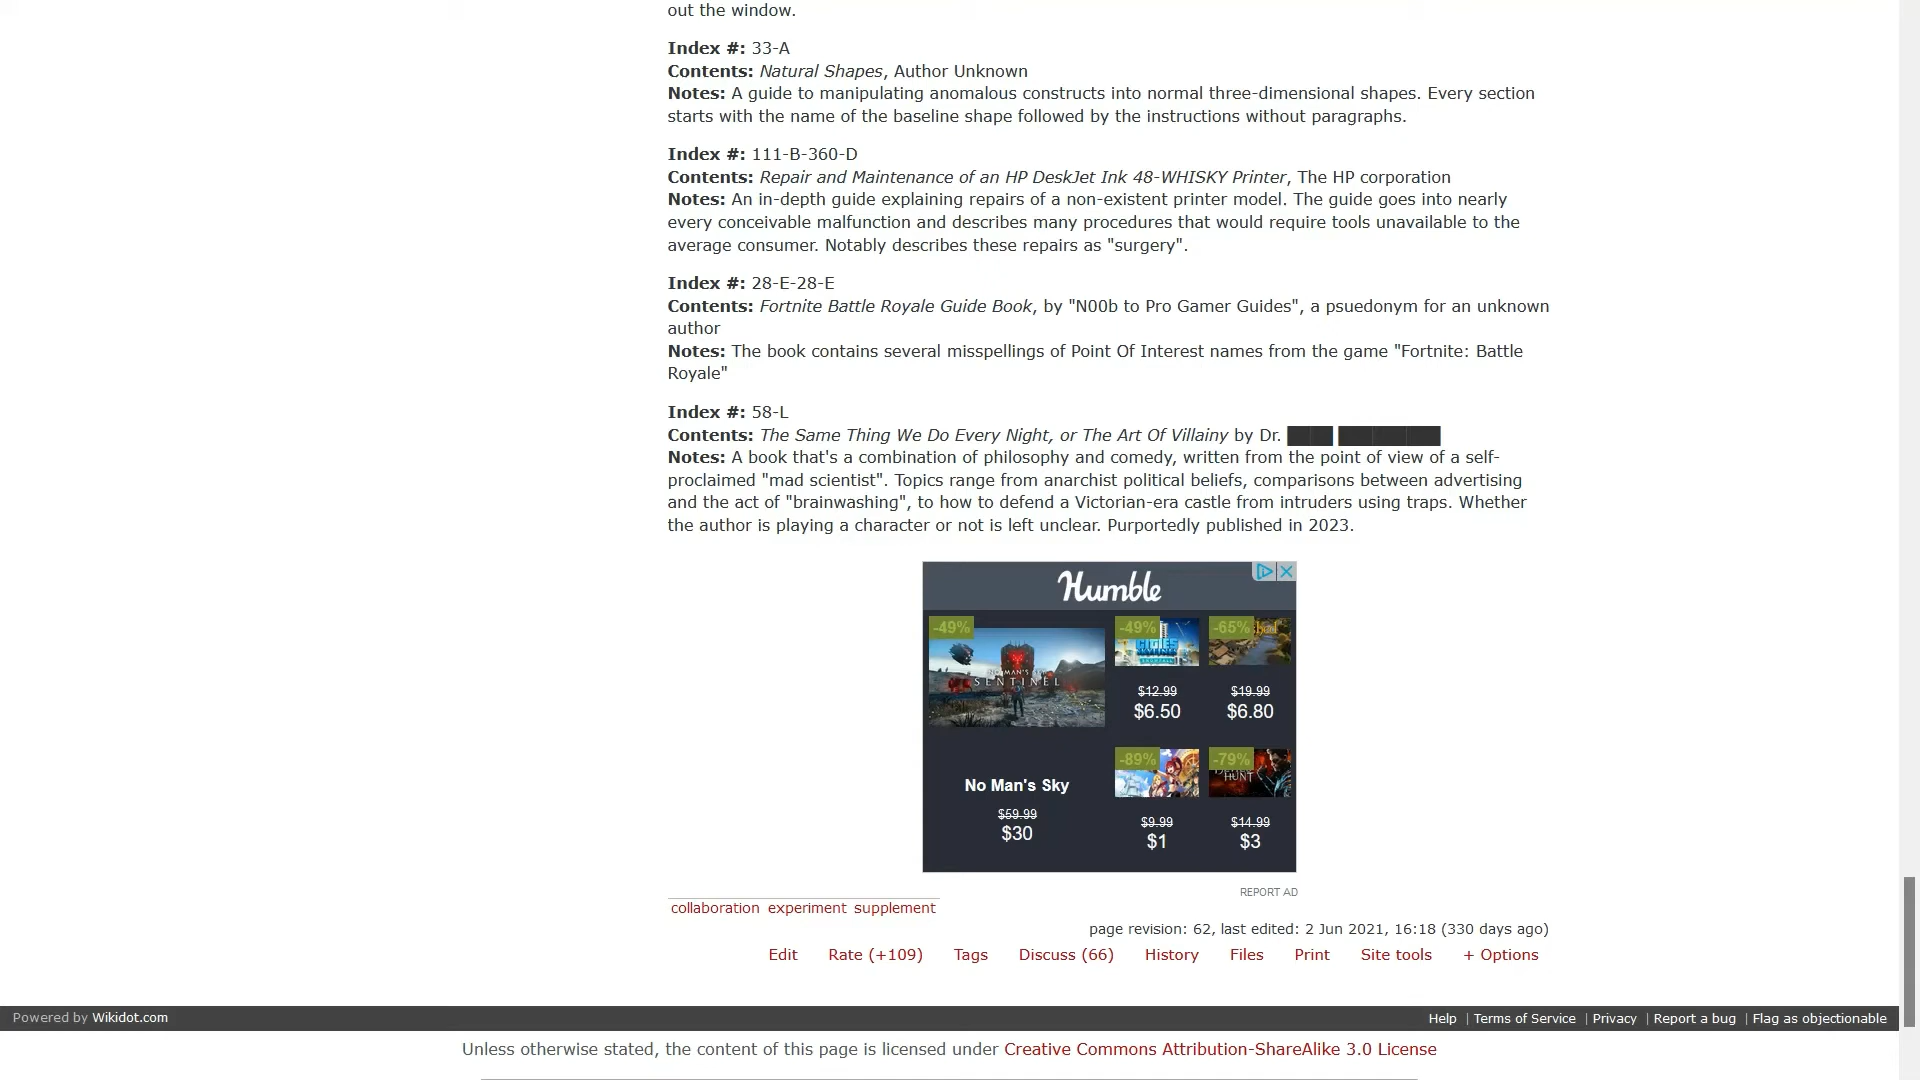 out the window.
Index #: 33-A
Contents: Natural Shapes, Author Unknown
Notes: A guide to manipulating anomalous constructs into normal three-dimensional shapes. Every section
starts with the name of the baseline shape followed by the instructions without paragraphs.
Index #: 111-B-360-D
Contents: Repair and Maintenance of an HP DeskJet Ink 48-WHISKY Printer, The HP corporation
Notes: An in-depth guide explaining repairs of a non-existent printer model. The guide goes into nearly
every conceivable malfunction and describes many procedures that would require tools unavailable to the
average consumer. Notably describes these repairs as "surgery".
Index #: 28-E-28-E
Contents: Fortnite Battle Royale Guide Book, by "N00b to Pro Gamer Guides", a psuedonym for an unknown
author
Notes: The book contains several misspellings of Point Of Interest names from the game "Fortnite: Battle
Royale"
Index #: 58-L
Contents: The Same Thing We Do Every Night, or The Art Of Villainy by Dr. ████ █████████
Notes: A book that's a combination of philosophy and comedy, written from the point of view of a self-
proclaimed "mad scientist". Topics range from anarchist political beliefs, comparisons between advertising
and the act of "brainwashing", to how to defend a Victorian-era castle from intruders using traps. Whether
the author is playing a character or not is left unclear. Purportedly published in 2023.
Humble
-49%
NO MAN'S SKY
SENTINEL
No Man's Sky
$59.99
$30
-49%
CITIES
SKYLINES
$12.99
$6.50
-65%
$19.99
$6.80
-89%
$9.99
$1
-79%
HUNT
$14.99
$3
REPORT AD
collaboration experiment supplement
page revision: 62, last edited: 2 Jun 2021, 16:18 (330 days ago)
Edit Rate (+109) Tags Discuss (66) History Files Print Site tools + Options
Powered by Wikidot.com
Help | Terms of Service | Privacy | Report a bug | Flag as objectionable
Unless otherwise stated, the content of this page is licensed under Creative Commons Attribution-ShareAlike 3.0 License